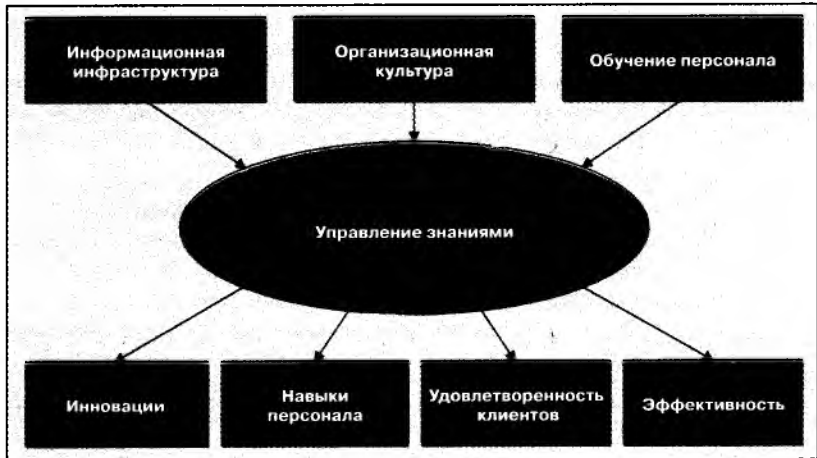 Информационная
инфраструктура
Организационная
культура
Обучение персонала
Управление знаниями
Инновации
Навыки
персонала
Удовлетворенность
клиентов
Эффективность